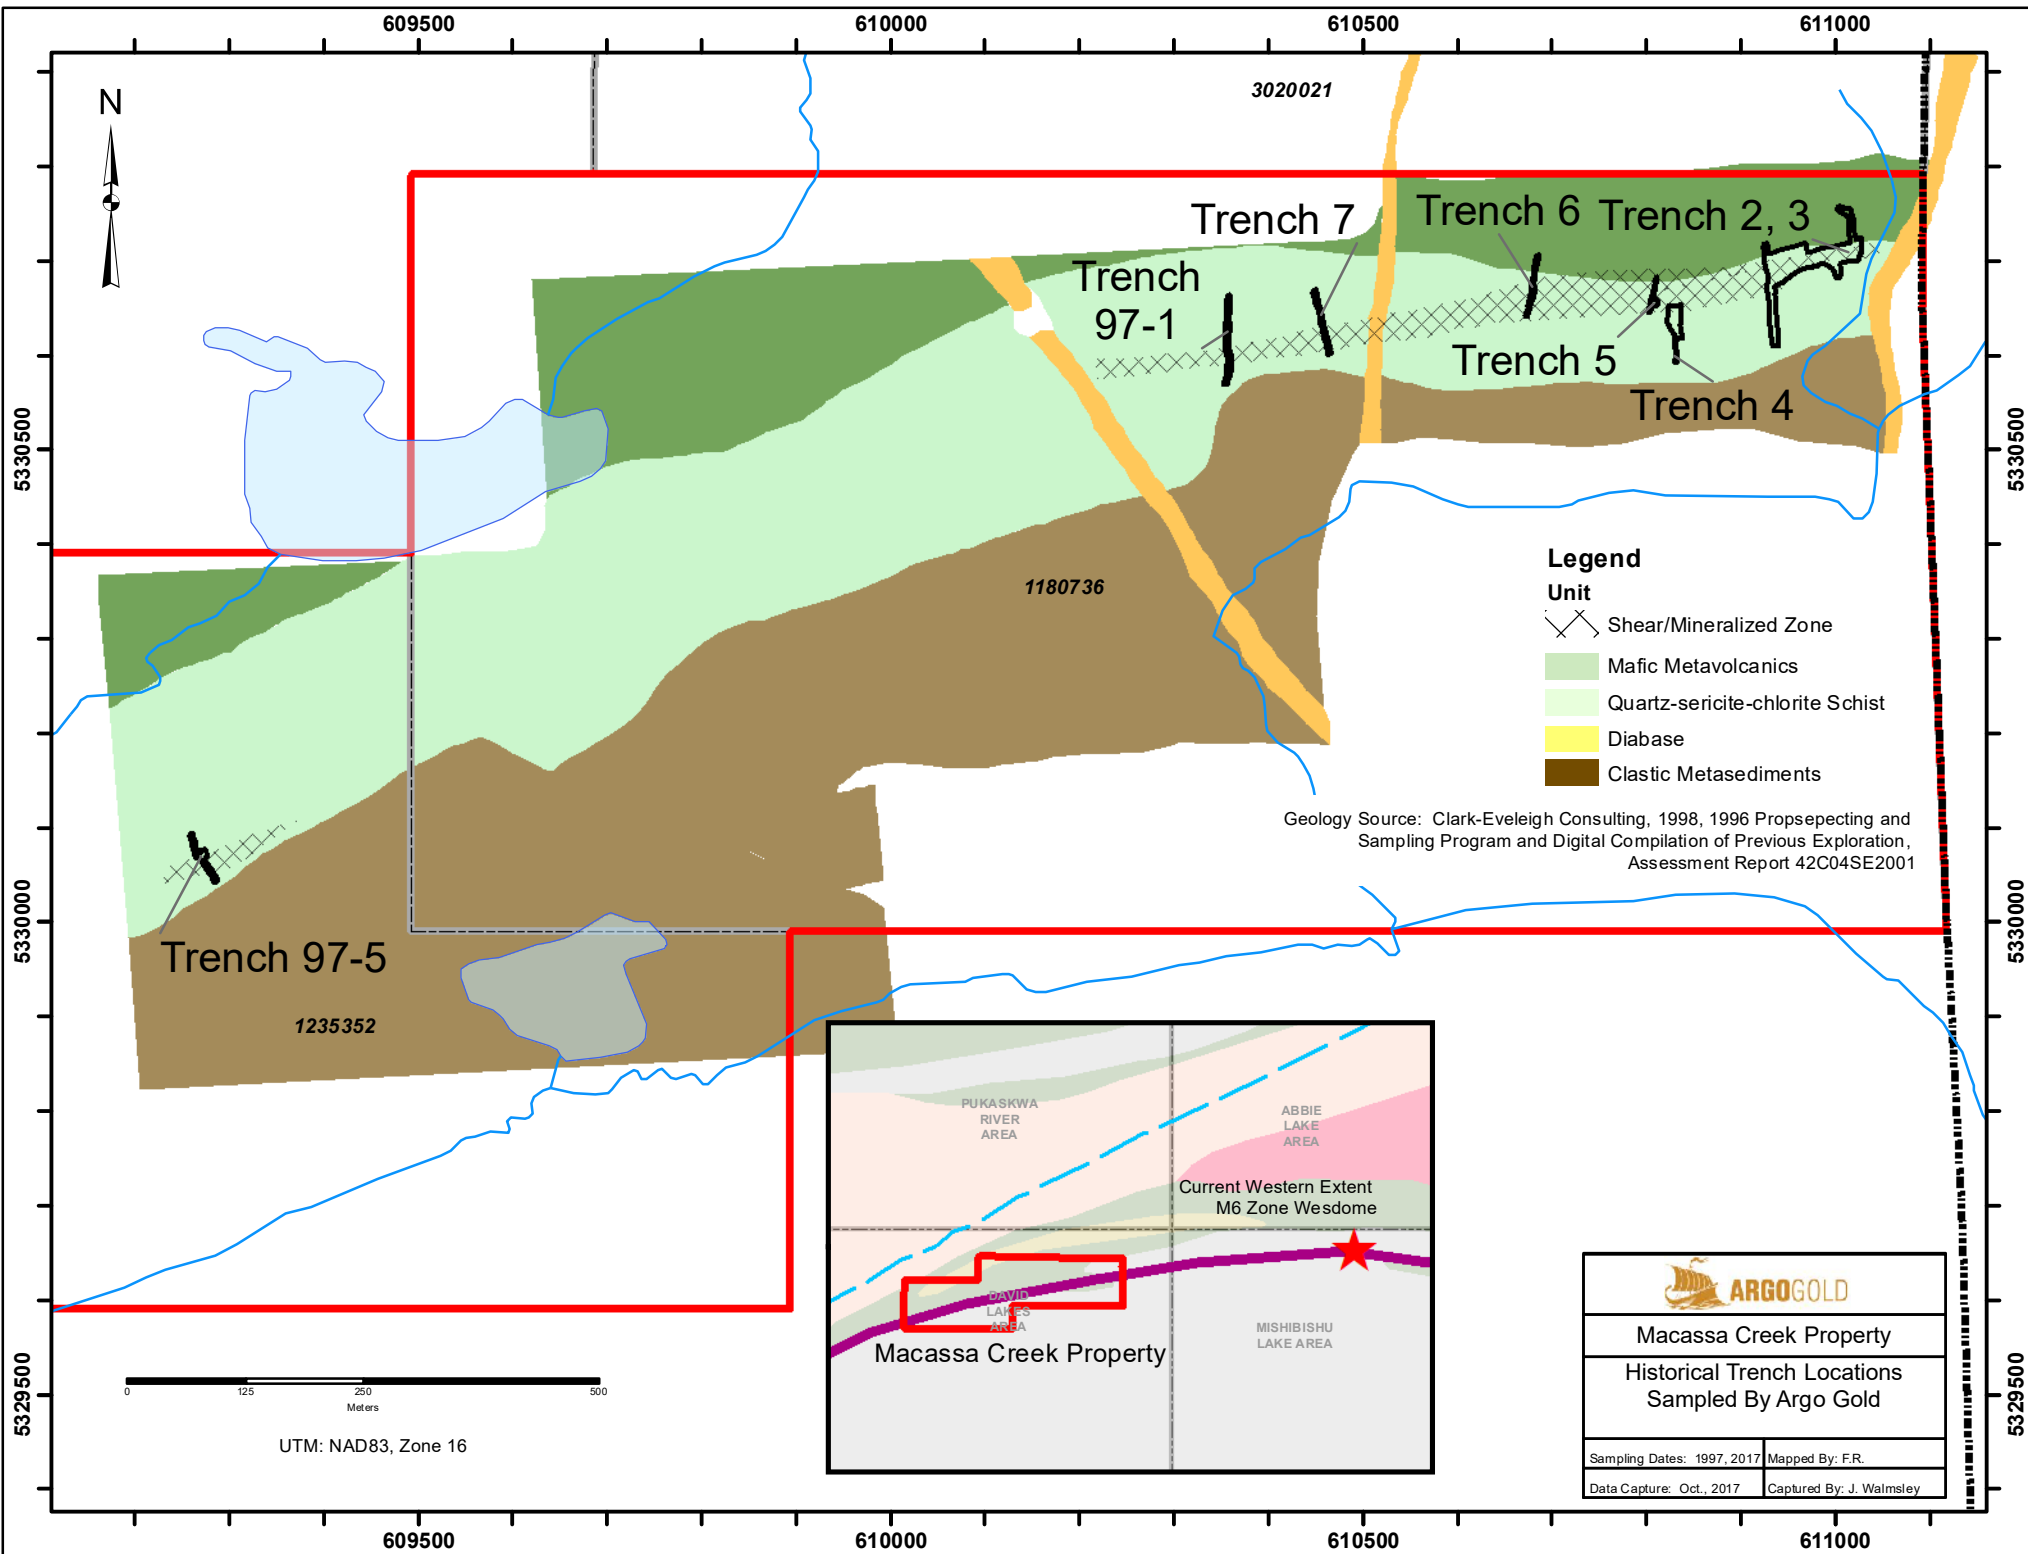 609500
610000
610500
611000
3020021
N
Trench 7
Trench 6
Trench 2, 3
Trench
97-1
Trench 5
Trench 4
5330500
5330500
1180736
Legend
Unit
Shear/Mineralized Zone
Mafic Metavolcanics
Quartz-sericite-chlorite Schist
Diabase
Clastic Metasediments
Geology Source: Clark-Eveleigh Consulting, 1998, 1996 Propsepecting and
Sampling Program and Digital Compilation of Previous Exploration,
Assessment Report 42C04SE2001
5330000
5330000
Trench 97-5
1235352
PUKASKWA
RIVER
AREA
ABBIE
LAKE
AREA
Current Western Extent
M6 Zone Wesdome
DAVID
LAKES
AREA
MISHIBISHU
LAKE AREA
Macassa Creek Property
ARGOGOLD
Macassa Creek Property
Historical Trench Locations
Sampled By Argo Gold
Sampling Dates: 1997, 2017
Mapped By: F.R.
Data Capture: Oct., 2017
Captured By: J. Walmsley
5329500
5329500
0
125
250
500
Meters
UTM: NAD83, Zone 16
609500
610000
610500
611000